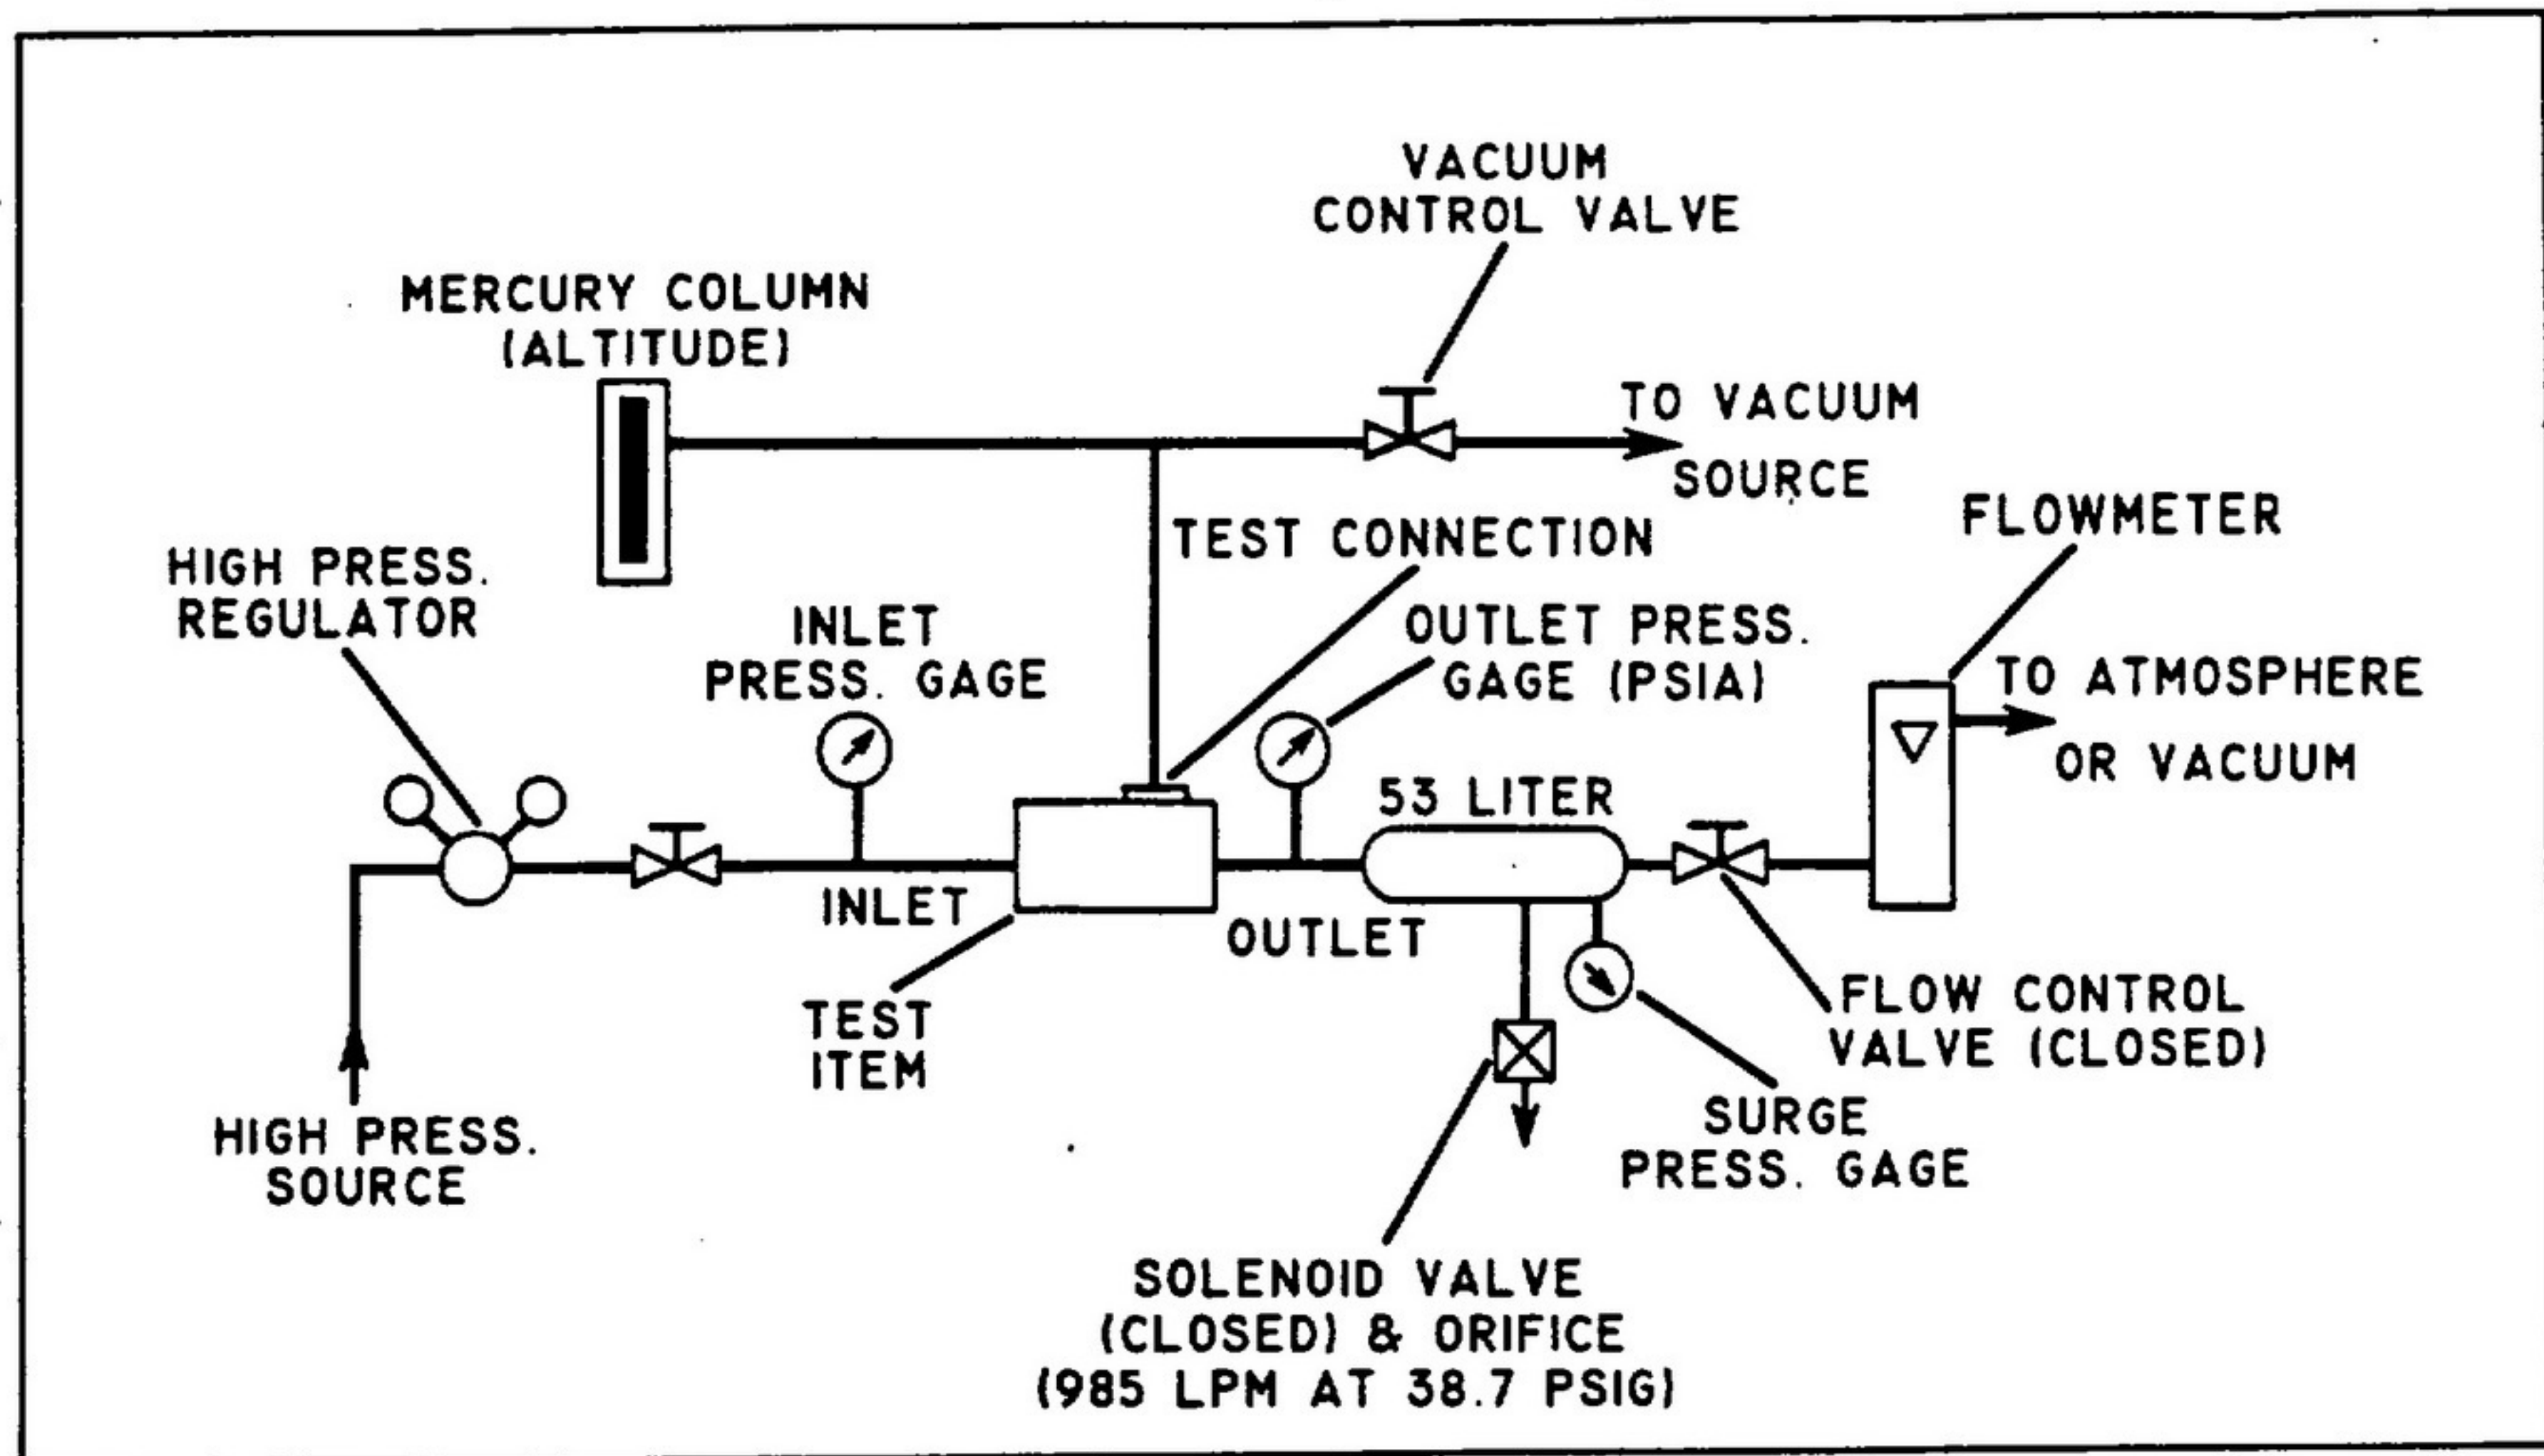 VACUUM
CONTROL VALVE
MERCURY COLUMN
(ALTITUDE)
TO VACUUM
SOURCE
TEST CONNECTION
FLOWMETER
HIGH PRESS.
REGULATOR
INLET
PRESS. GAGE
OUTLET PRESS.
GAGE (PSIA)
TO ATMOSPHERE
OR VACUUM
53 LITER
INLET
OUTLET
TEST
ITEM
FLOW CONTROL
VALVE (CLOSED)
HIGH PRESS.
SOURCE
SURGE
PRESS. GAGE
SOLENOID VALVE
(CLOSED) & ORIFICE
(985 LPM AT 38.7 PSIG)